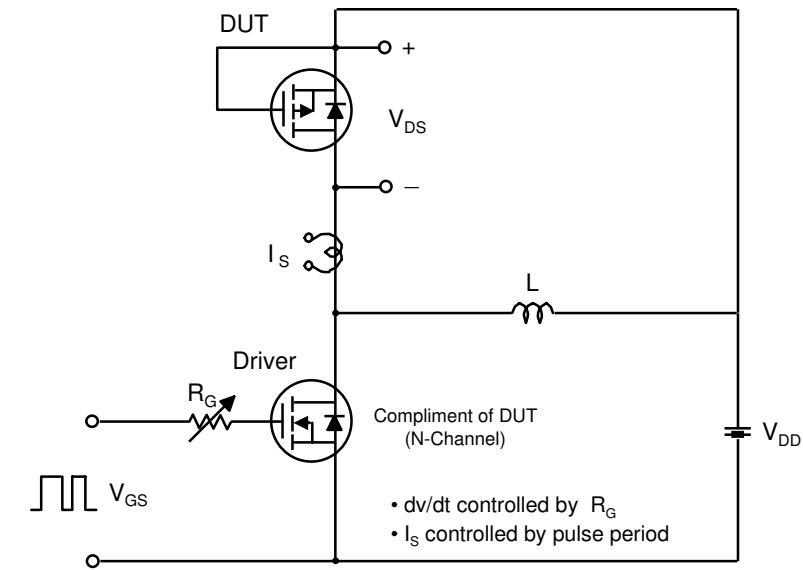 DUT
+
V_DS
–
I_S
L
Driver
R_G
Compliment of DUT
(N-Channel)
V_DD
V_GS
• dv/dt controlled by R_G
• I_S controlled by pulse period